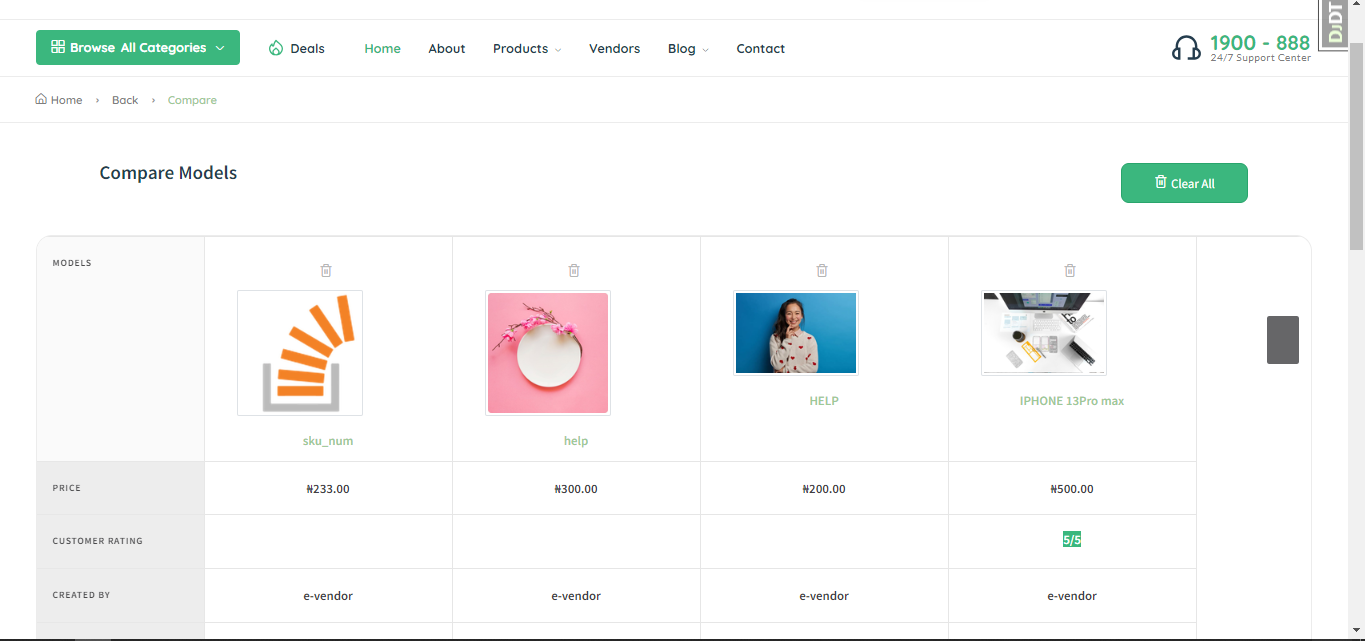 DJDT
Browse All Categories
Deals
Home
About
Products
Vendors
Blog
Contact
1900 - 888
24/7 Support Center
Home › Back › Compare
Compare Models
Clear All
MODELS
sku_num
help
HELP
IPHONE 13Pro max
PRICE
₦233.00
₦300.00
₦200.00
₦500.00
CUSTOMER RATING
5/5
CREATED BY
e-vendor
e-vendor
e-vendor
e-vendor